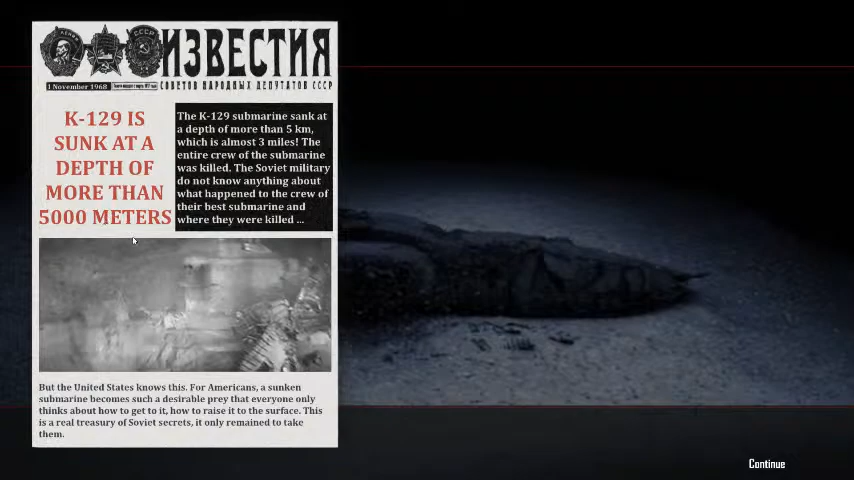 ИЗВЕСТИЯ
1 November 1968
СОВЕТОВ НАРОДНЫХ ДЕПУТАТОВ СССР
K-129 IS
SUNK AT A
DEPTH OF
MORE THAN
5000 METERS
The K-129 submarine sank at
a depth of more than 5 km,
which is almost 3 miles! The
entire crew of the submarine
was killed. The Soviet military
do not know anything about
what happened to the crew of
their best submarine and
where they were killed ...
But the United States knows this. For Americans, a sunken
submarine becomes such a desirable prey that everyone only
thinks about how to get to it, how to raise it to the surface. This
is a real treasury of Soviet secrets, it only remained to take
them.
Continue